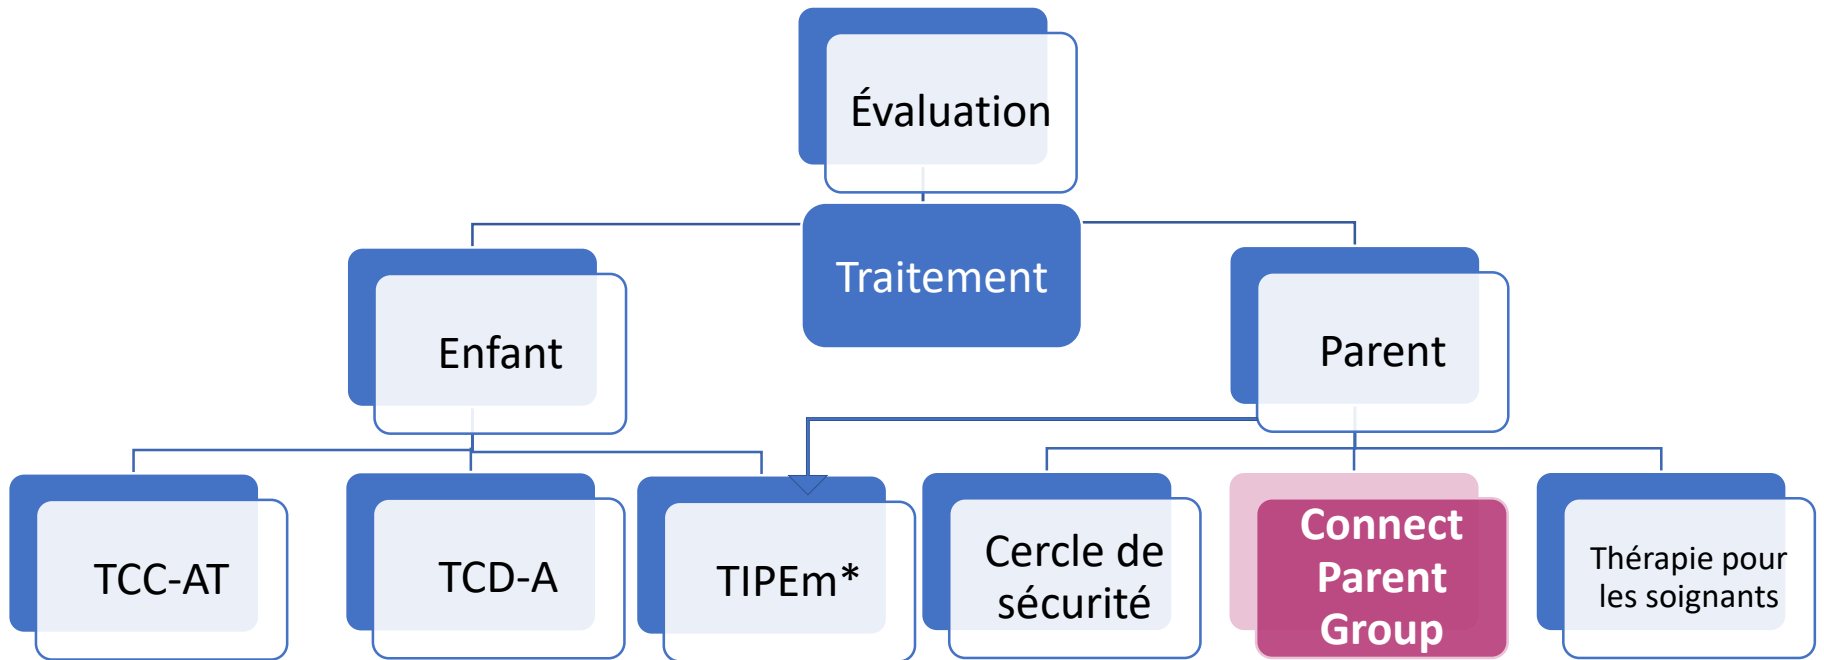 Évaluation
Traitement
Enfant
Parent
TCC-AT
TCD-A
TIPEm*
Cercle de
sécurité
Connect
Parent
Group
Thérapie pour
les soignants